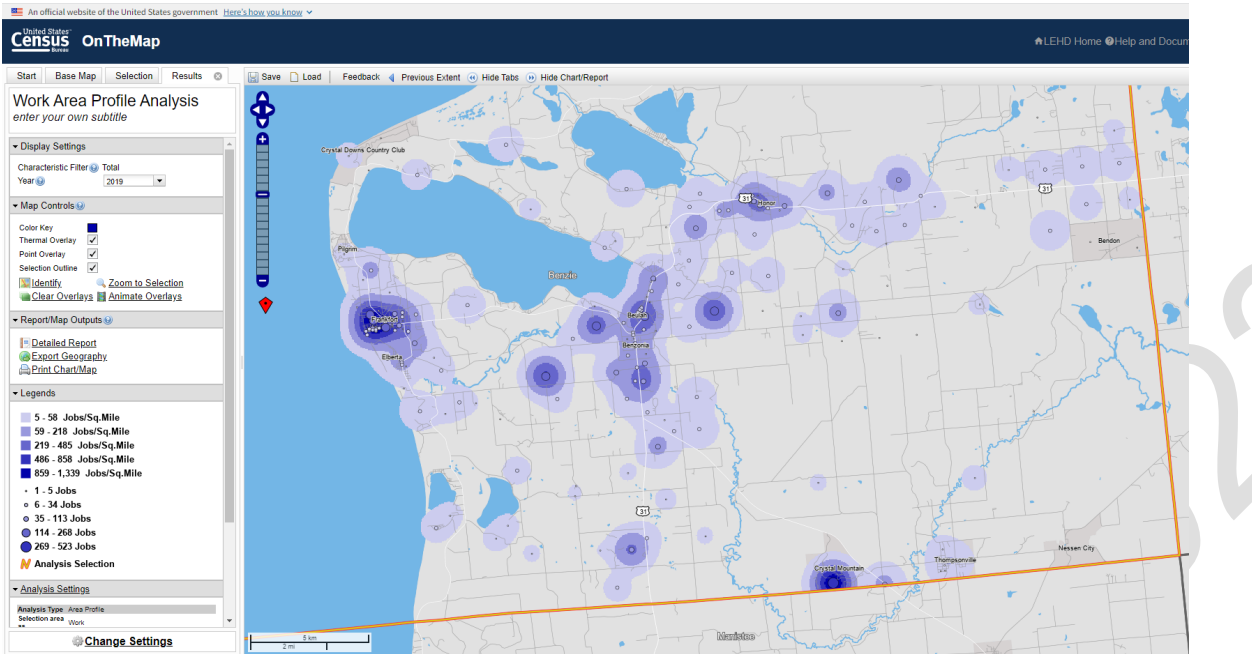 An official website of the United States government Here's how you know
United States®
Census
Bureau
OnTheMap
LEHD Home Help and Docum
Start Base Map Selection Results
Save Load Feedback Previous Extent Hide Tabs Hide Chart/Report
Work Area Profile Analysis
enter your own subtitle
Display Settings
Characteristic Filter Total
Year 2019
Map Controls
Color Key
Thermal Overlay
Point Overlay
Selection Outline
Identify Zoom to Selection
Clear Overlays Animate Overlays
Report/Map Outputs
Detailed Report
Export Geography
Print Chart/Map
Legends
5 - 58 Jobs/Sq.Mile
59 - 218 Jobs/Sq.Mile
219 - 485 Jobs/Sq.Mile
486 - 858 Jobs/Sq.Mile
859 - 1,339 Jobs/Sq.Mile
1 - 5 Jobs
6 - 34 Jobs
35 - 113 Jobs
114 - 268 Jobs
269 - 523 Jobs
Analysis Selection
Analysis Settings
Analysis Type Area Profile
Selection area Work
Change Settings
Crystal Downs Country Club
31
31 Honor
Pilgrim
Bendon
Benzie
Frankfort
Beulah
Benzonia
Elberta
31
Nessen City
Thompsonville
Crystal Mountain
Manistee
5 km
2 mi